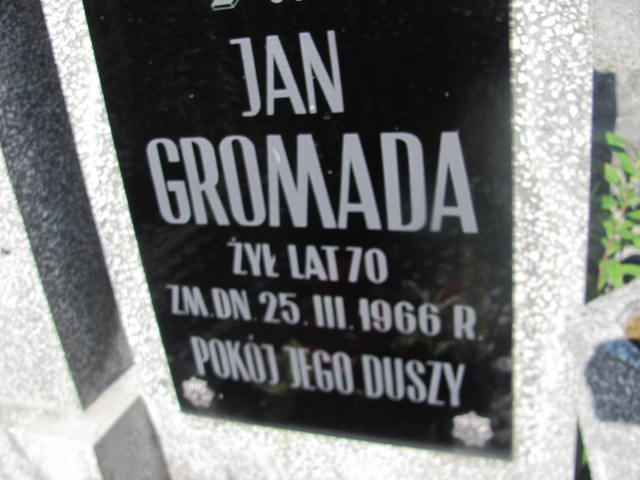 JAN
GROMADA
ŻYŁ LAT 70
ZM. DN. 25. III. 1966 R.
POKÓJ JEGO DUSZY